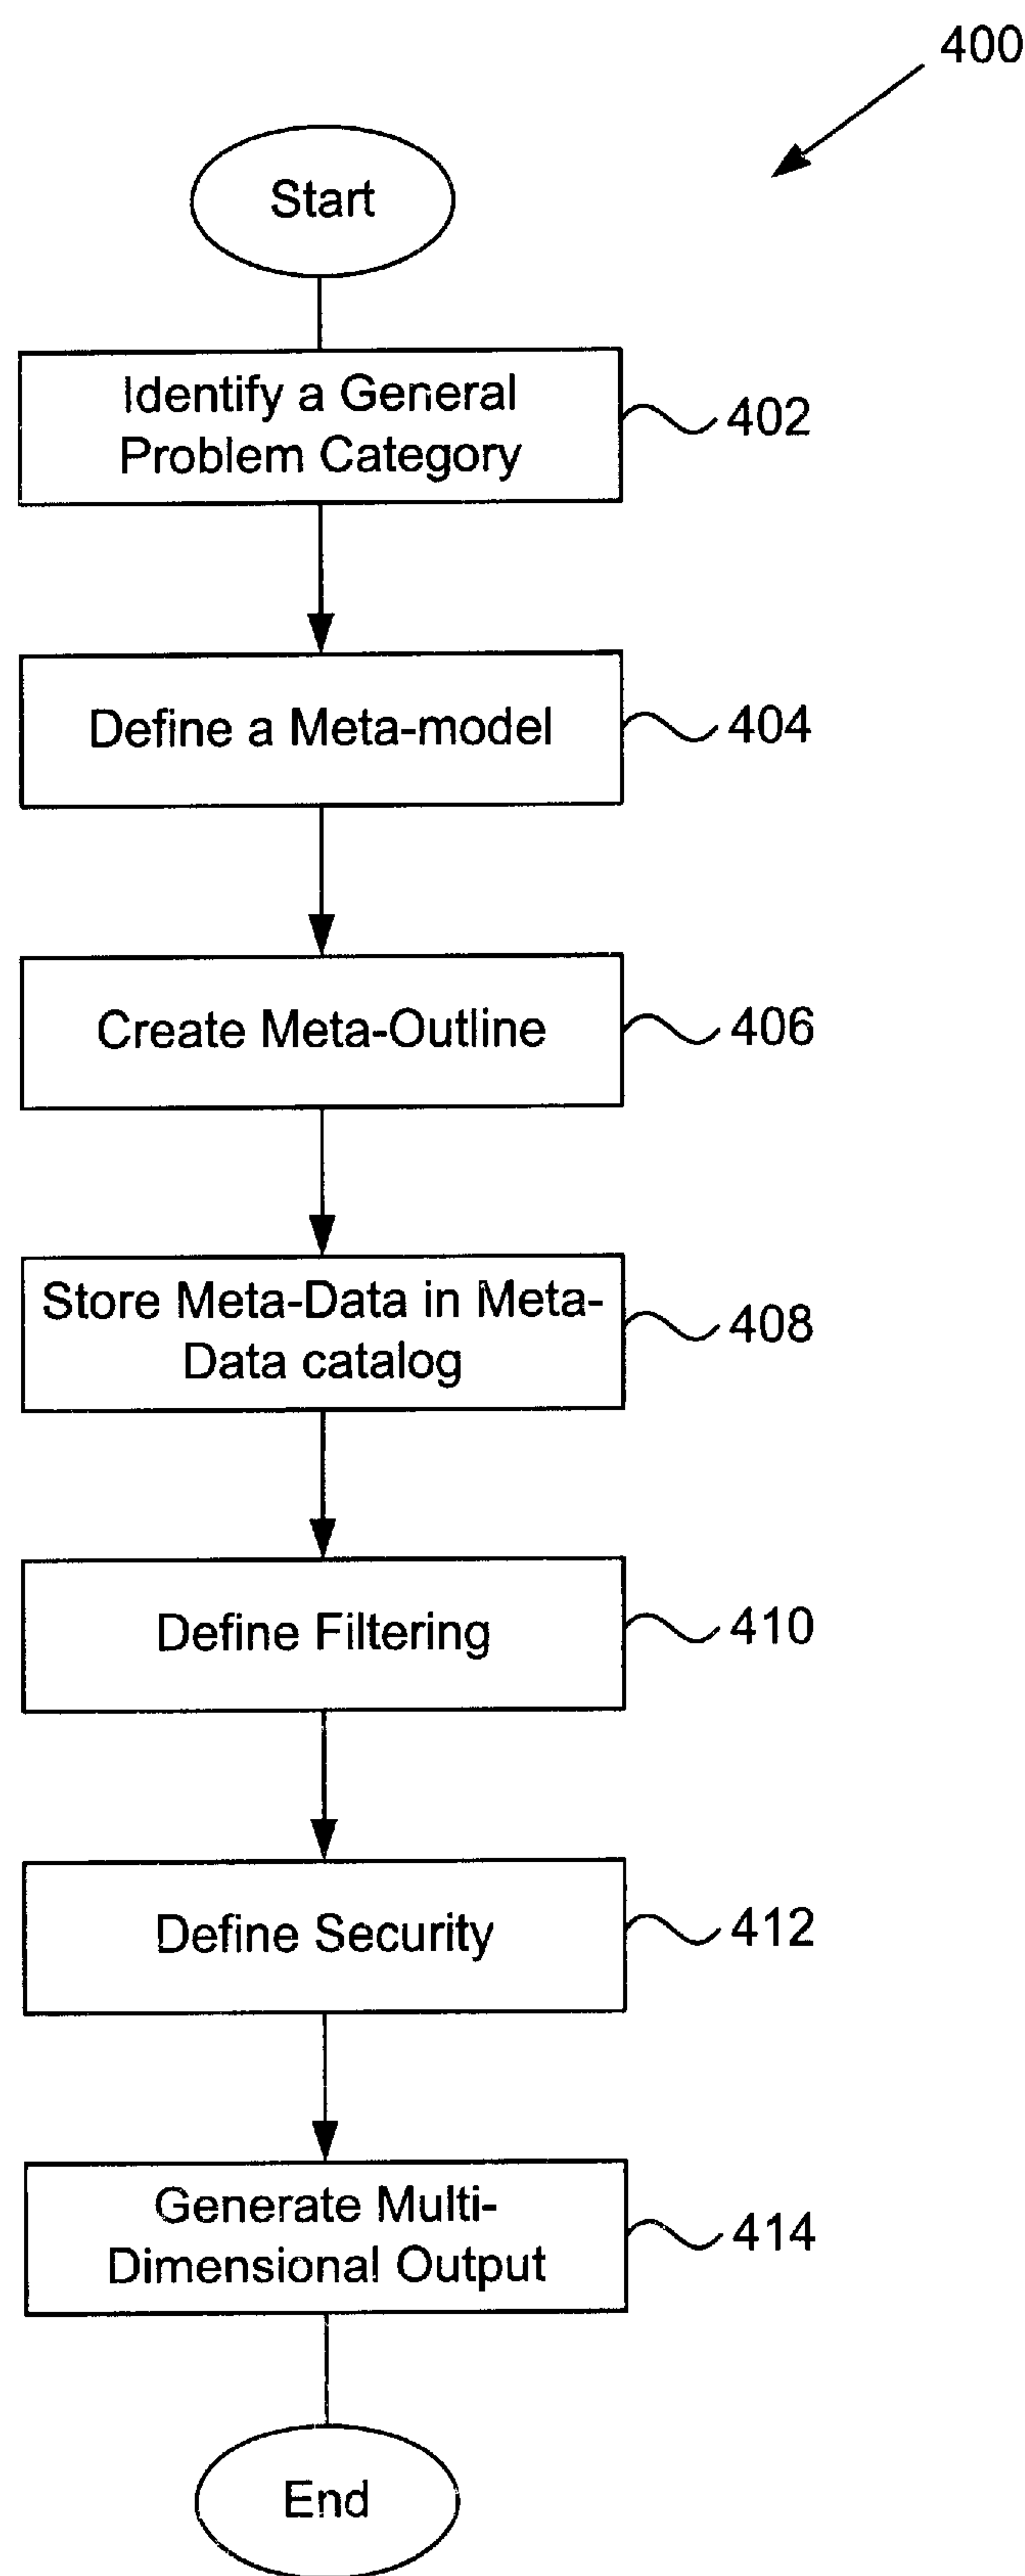 400
Start
Identify a General
Problem Category
402
Define a Meta-model
404
Create Meta-Outline
406
Store Meta-Data in Meta-
Data catalog
408
Define Filtering
410
Define Security
412
Generate Multi-
Dimensional Output
414
End